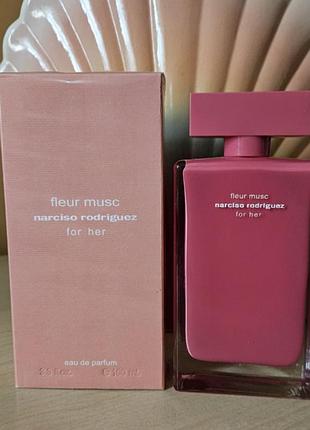 fleur musc
narciso rodriguez
for her
eau de parfum
fleur musc
narciso rodriguez
for her